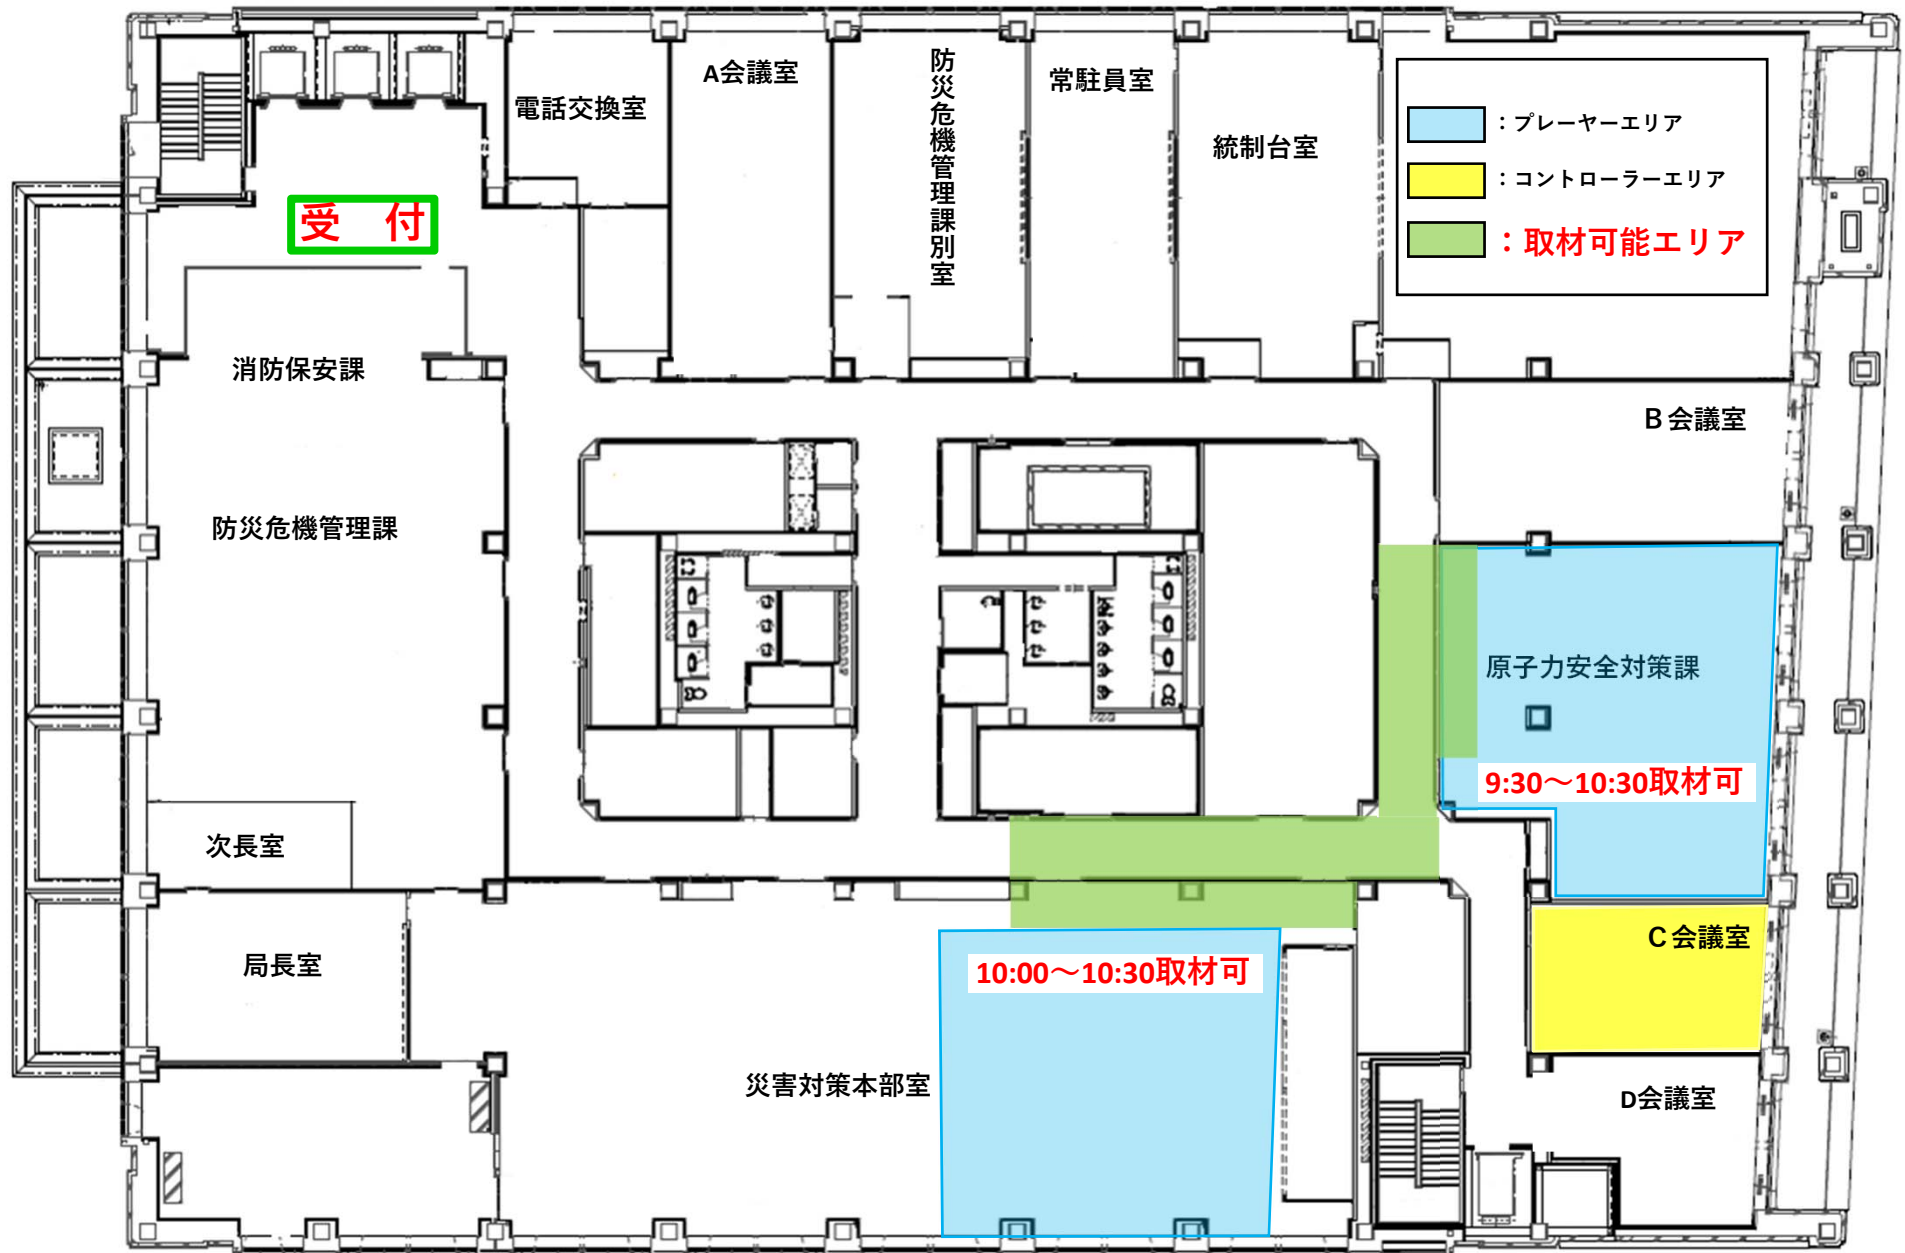 A会議室
防災危機管理課別室
常駐員室
電話交換室
統制台室
：プレーヤーエリア
：コントローラーエリア
：取材可能エリア
受　付
消防保安課
B会議室
防災危機管理課
原子力安全対策課
9:30～10:30取材可
次長室
C会議室
局長室
10:00～10:30取材可
災害対策本部室
D会議室